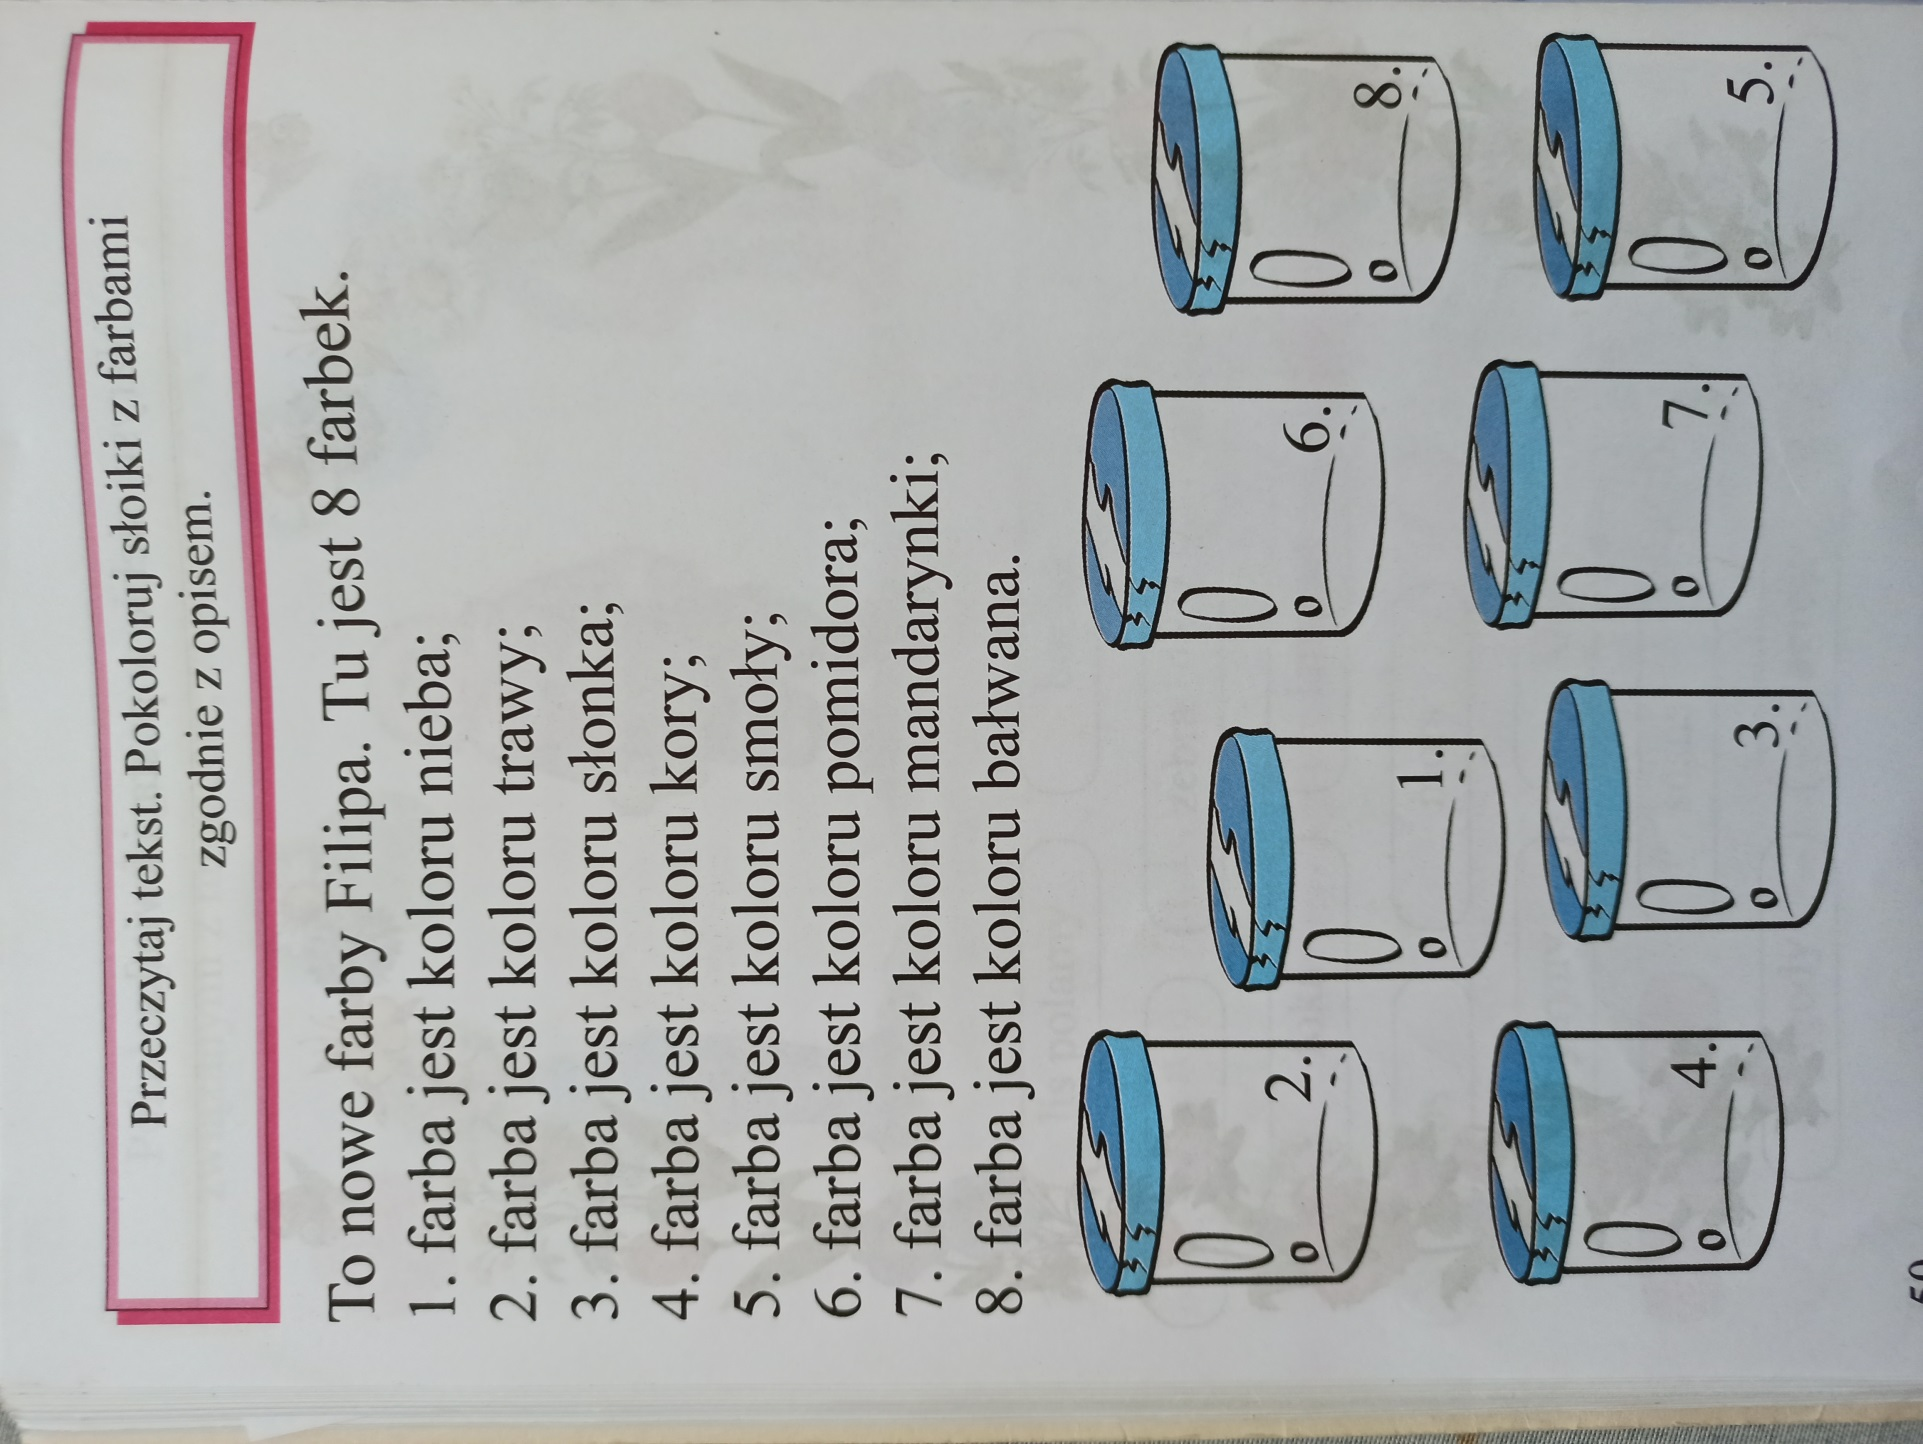 Przeczytaj tekst. Pokoloruj słoiki z farbami
zgodnie z opisem.
To nowe farby Filipa. Tu jest 8 farbek.
1. farba jest koloru nieba;
2. farba jest koloru trawy;
3. farba jest koloru słonka;
4. farba jest koloru kory;
5. farba jest koloru smoły;
6. farba jest koloru pomidora;
7. farba jest koloru mandarynki;
8. farba jest koloru bałwana.
2.
1.
6.
8.
4.
3.
7.
5.